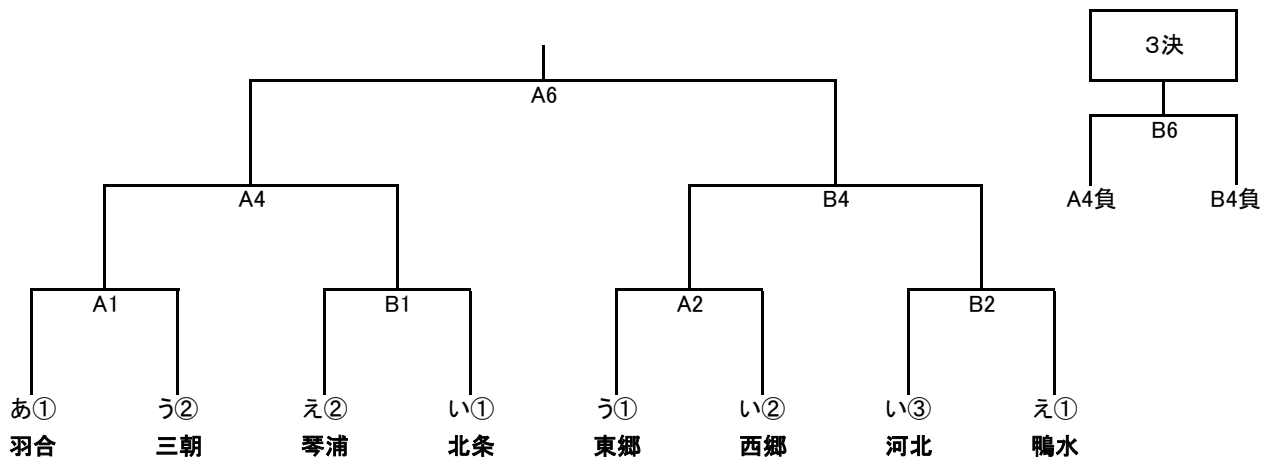 3決
A6
B6
A4
B4
A4負
B4負
A1
B1
A2
B2
あ①
う②
え②
い①
う①
い②
い③
え①
羽合
三朝
琴浦
北条
東郷
西郷
河北
鴨水